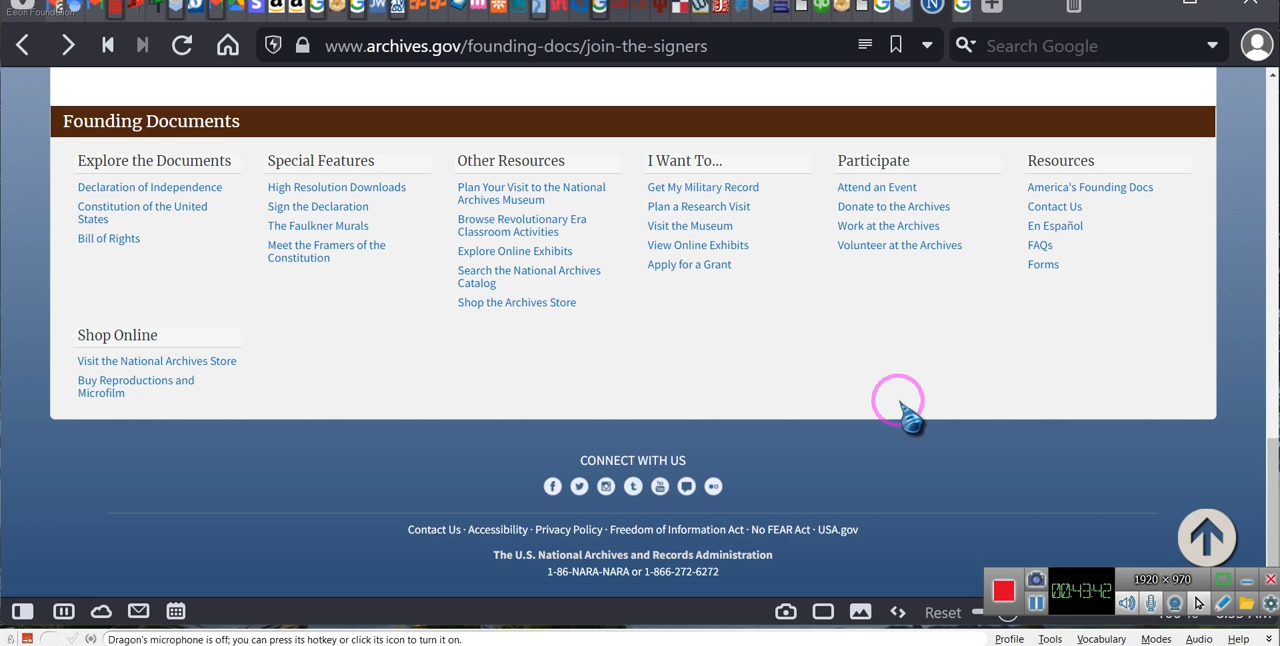 Eeon Foundation
www.archives.gov/founding-docs/join-the-signers
Search Google
Founding Documents
Explore the Documents
Declaration of Independence
Constitution of the United
States
Bill of Rights
Special Features
High Resolution Downloads
Sign the Declaration
The Faulkner Murals
Meet the Framers of the
Constitution
Other Resources
Plan Your Visit to the National
Archives Museum
Browse Revolutionary Era
Classroom Activities
Explore Online Exhibits
Search the National Archives
Catalog
Shop the Archives Store
I Want To...
Get My Military Record
Plan a Research Visit
Visit the Museum
View Online Exhibits
Apply for a Grant
Participate
Attend an Event
Donate to the Archives
Work at the Archives
Volunteer at the Archives
Resources
America's Founding Docs
Contact Us
En Español
FAQs
Forms
Shop Online
Visit the National Archives Store
Buy Reproductions and
Microfilm
CONNECT WITH US
Contact Us · Accessibility · Privacy Policy · Freedom of Information Act · No FEAR Act · USA.gov
The U.S. National Archives and Records Administration
1-86-NARA-NARA or 1-866-272-6272
00:43:42
1920 × 970
Reset
Dragon's microphone is off; you can press its hotkey or click its icon to turn it on.
Profile Tools Vocabulary Modes Audio Help